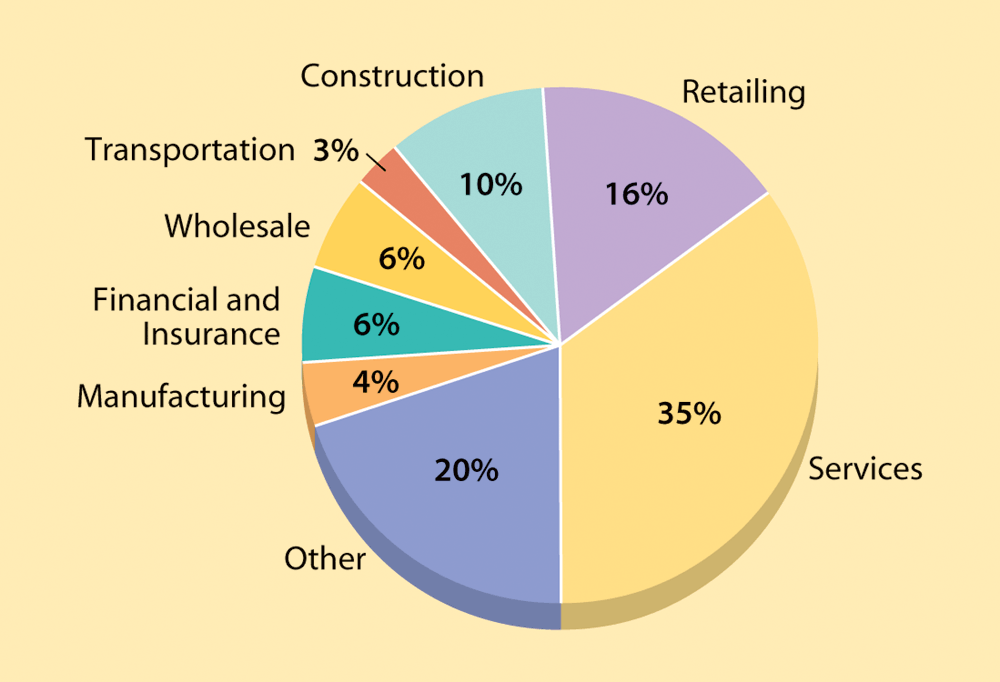 Construction
10%
Retailing
16%
Transportation 3%
Wholesale
6%
Financial and
Insurance
6%
Manufacturing
4%
Other
20%
Services
35%